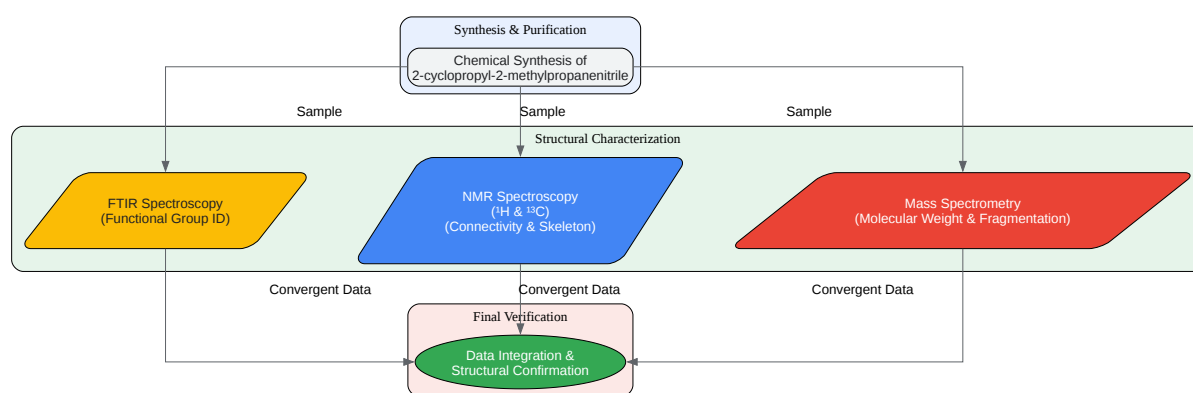 Synthesis & Purification
Chemical Synthesis of
2-cyclopropyl-2-methylpropanenitrile
Sample
Sample
Sample
Structural Characterization
FTIR Spectroscopy
(Functional Group ID)
NMR Spectroscopy
(¹H & ¹³C)
(Connectivity & Skeleton)
Mass Spectrometry
(Molecular Weight & Fragmentation)
Convergent Data
Convergent Data
Convergent Data
Final Verification
Data Integration &
Structural Confirmation